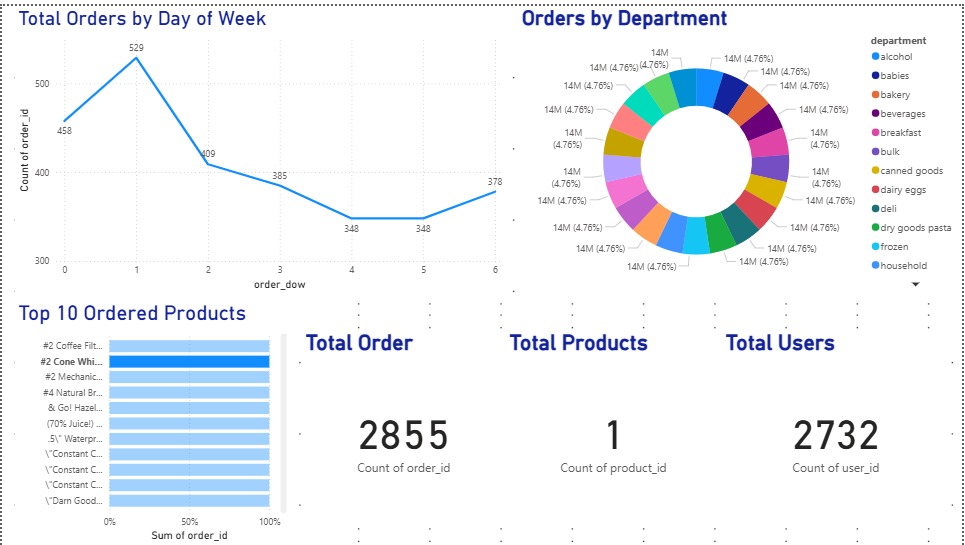 Total Orders by Day of Week
Count of order_id
500
400
300
458
529
409
385
348
348
378
0 1 2 3 4 5 6
order_dow
Orders by Department
14M (4.76%)
14M (4.76%)
14M (4.76%)
14M (4.76%)
14M
(4.76%)
14M
(4.76%)
14M (4.76%)
14M (4.76%)
14M (4.76%)
14M (4.76%)
14M (4.76%)
14M (4.76%)
14M (4.76%)
14M (4.76%)
14M (4.76%)
14M
(4.76%)
14M
(4.76%)
14M (4.76%)
14M (4.76%)
14M (4.76%)
14M
(4.76%)
department
alcohol
babies
bakery
beverages
breakfast
bulk
canned goods
dairy eggs
deli
dry goods pasta
frozen
household
Top 10 Ordered Products
#2 Coffee Filt...
#2 Cone Whi...
#2 Mechanic...
#4 Natural Br...
& Go! Hazel...
(70% Juice!) ...
.5\" Waterpr...
\"Constant C...
\"Constant C...
\"Constant C...
\"Darn Good...
0% 50% 100%
Sum of order_id
Total Order
2855
Count of order_id
Total Products
1
Count of product_id
Total Users
2732
Count of user_id